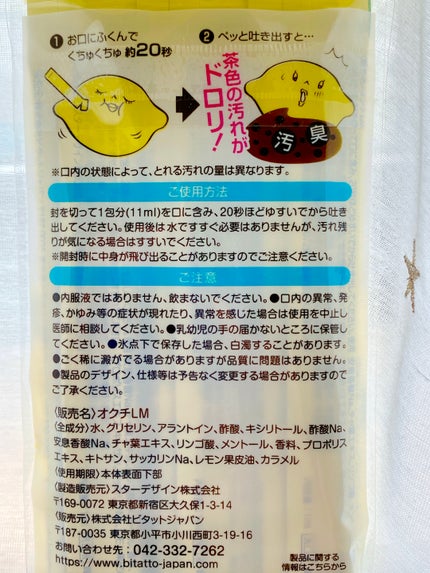 ① お口にふくんで
くちゅくちゅ 約20秒
② ペッと吐き出すと…
茶色の汚れが
ドロリ!
汚 臭
※口内の状態によって、とれる汚れの量は異なります。
ご使用方法
封を切って1包分(11ml)を口に含み、20秒ほどゆすいでから吐き
出してください。使用後は水ですすぐ必要はありませんが、汚れ残
りが気になる場合はすすいでください。
※開封時に中身が飛び出ることがありますのでご注意ください。
ご注意
●内服液ではありません、飲まないでください。●口内の異常、発
疹、かゆみ等の症状が現れたり、異常を感じた場合は使用を中止し
医師に相談してください。●乳幼児の手の届かないところに保管し
てください。●氷点下で保存した場合、白濁することがあります。
●ごく稀に澱がでる場合がありますが品質に問題はありません。
●製品のデザイン、仕様等は予告なく変更する場合がありますので
ご了承ください。
〈販売名〉オクチLM
〈全成分〉水、グリセリン、アラントイン、酢酸、キシリトール、酢酸Na、
安息香酸Na、チャ葉エキス、リンゴ酸、メントール、香料、プロポリス
エキス、キトサン、サッカリンNa、レモン果皮油、カラメル
〈使用期限〉本体表面下部
〈製造販売元〉スターデザイン株式会社
〒169-0072 東京都新宿区大久保1-3-14
〈販売元〉株式会社ビタットジャパン
〒187-0035 東京都小平市小川西町3-19-16
お問い合わせ先：042-332-7262
https://www.bitatto-japan.com
製品に関する
情報はこちらから